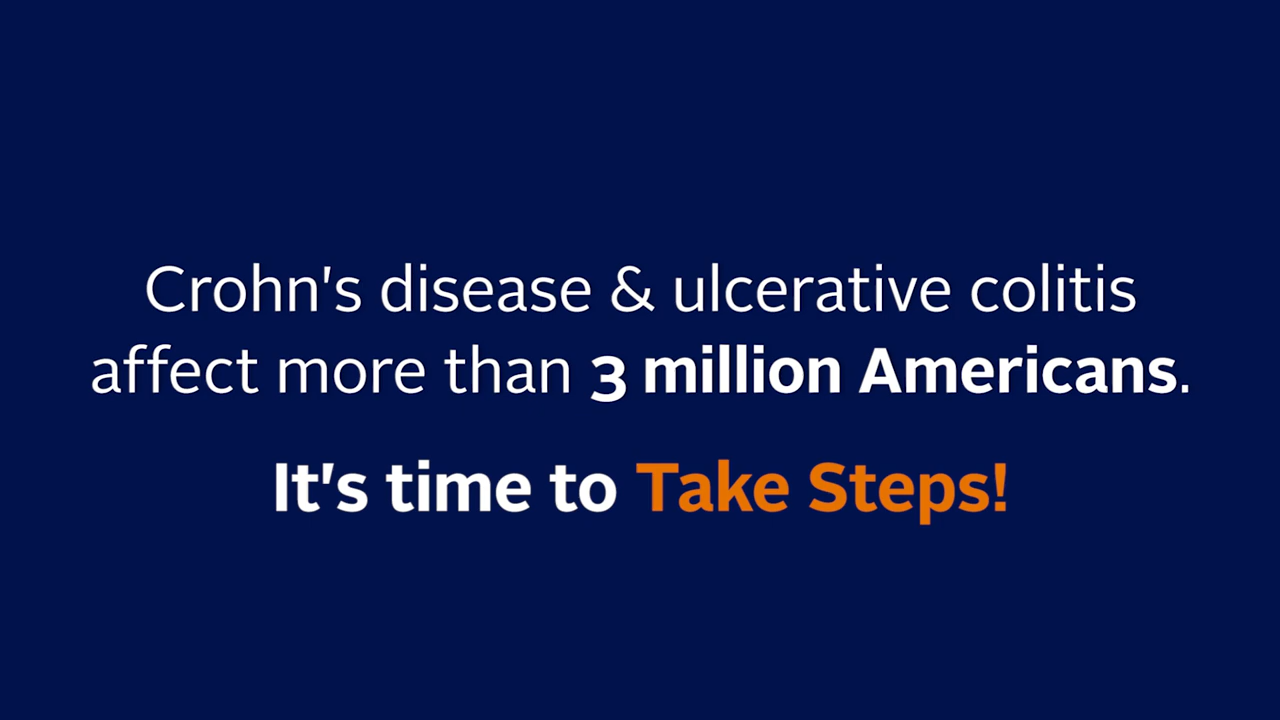 Crohn's disease & ulcerative colitis
affect more than 3 million Americans.
It's time to Take Steps!